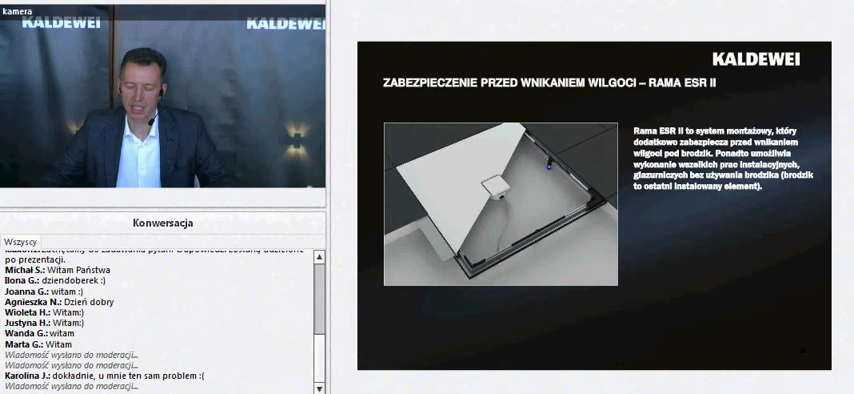 kamera
KALDEWEI
KALDEWEI
Konwersacja
Wszyscy
po prezentacji.
Michał S.: Witam Państwa
Ilona G.: dziendoberek :)
Joanna G.: witam :)
Agnieszka N.: Dzień dobry
Wioleta H.: Witam:)
Justyna H.: Witam:)
Wanda G.: witam
Marta G.: Witam
Wiadomość wysłano do moderacji...
Wiadomość wysłano do moderacji...
Karolina J.: dokładnie, u mnie ten sam problem :(
Wiadomość wysłano do moderacji...
KALDEWEI
ZABEZPIECZENIE PRZED WNIKANIEM WILGOCI – RAMA ESR II
Rama ESR II to system montażowy, który
dodatkowo zabezpiecza przed wnikaniem
wilgoci pod brodzik. Ponadto umożliwia
wykonanie wszelkich prac instalacyjnych,
glazurniczych bez używania brodzika (brodzik
to ostatni instalowany element).